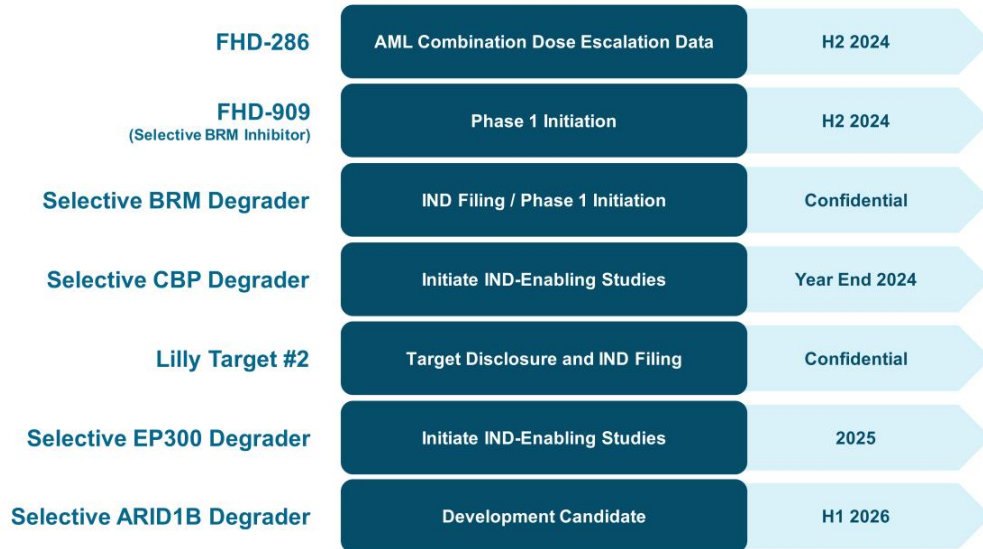 FHD-286
AML Combination Dose Escalation Data
H2 2024
FHD-909
(Selective BRM Inhibitor)
Phase 1 Initiation
H2 2024
Selective BRM Degrader
IND Filing / Phase 1 Initiation
Confidential
Selective CBP Degrader
Initiate IND-Enabling Studies
Year End 2024
Lilly Target #2
Target Disclosure and IND Filing
Confidential
Selective EP300 Degrader
Initiate IND-Enabling Studies
2025
Selective ARID1B Degrader
Development Candidate
H1 2026